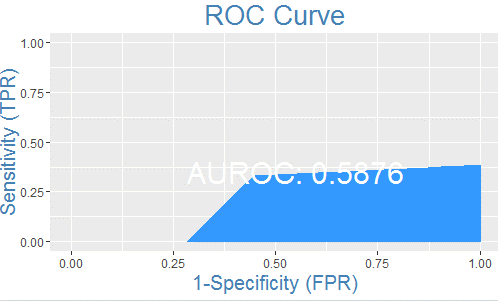 ROC Curve
Sensitivity (TPR)
1.00
0.75
0.50
0.25
0.00
AUROC: 0.5876
0.00 0.25 0.50 0.75 1.00
1-Specificity (FPR)